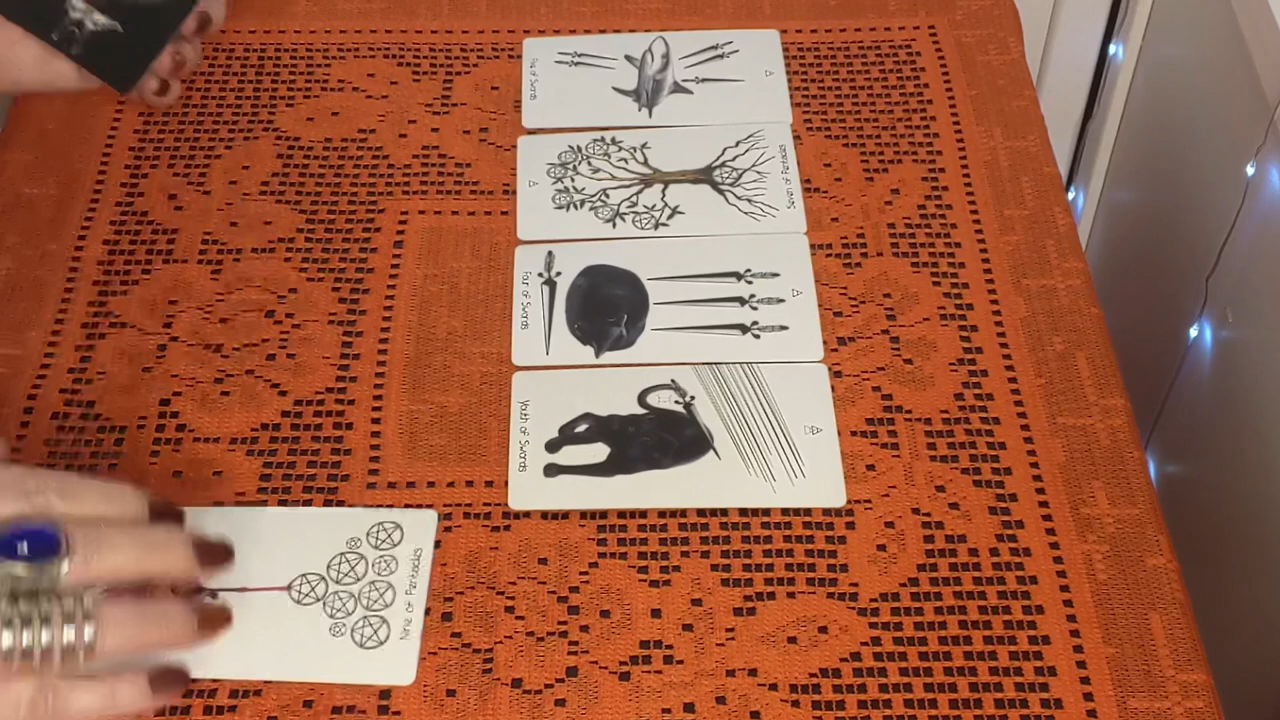 Five of Swords
Seven of Pentacles
Four of Swords
Youth of Swords
Nine of Pentacles